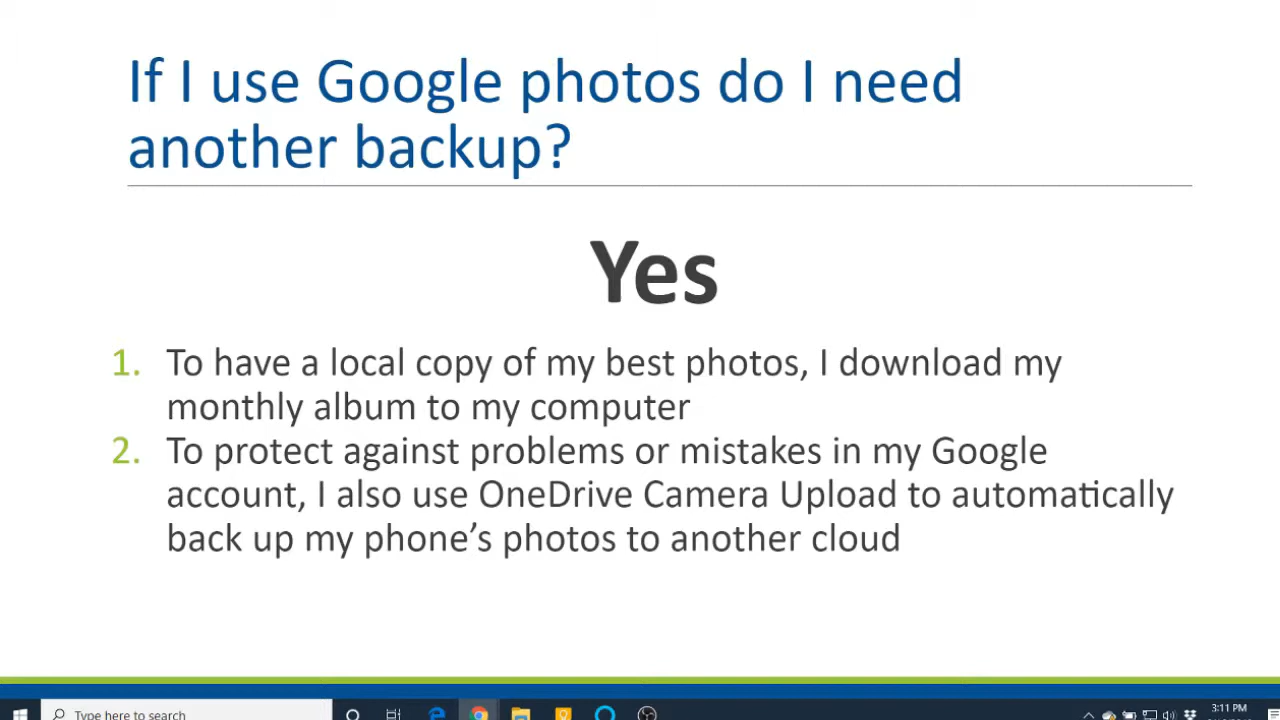 If I use Google photos do I need
another backup?
Yes
1. To have a local copy of my best photos, I download my
monthly album to my computer
2. To protect against problems or mistakes in my Google
account, I also use OneDrive Camera Upload to automatically
back up my phone's photos to another cloud
Type here to search
3:11 PM